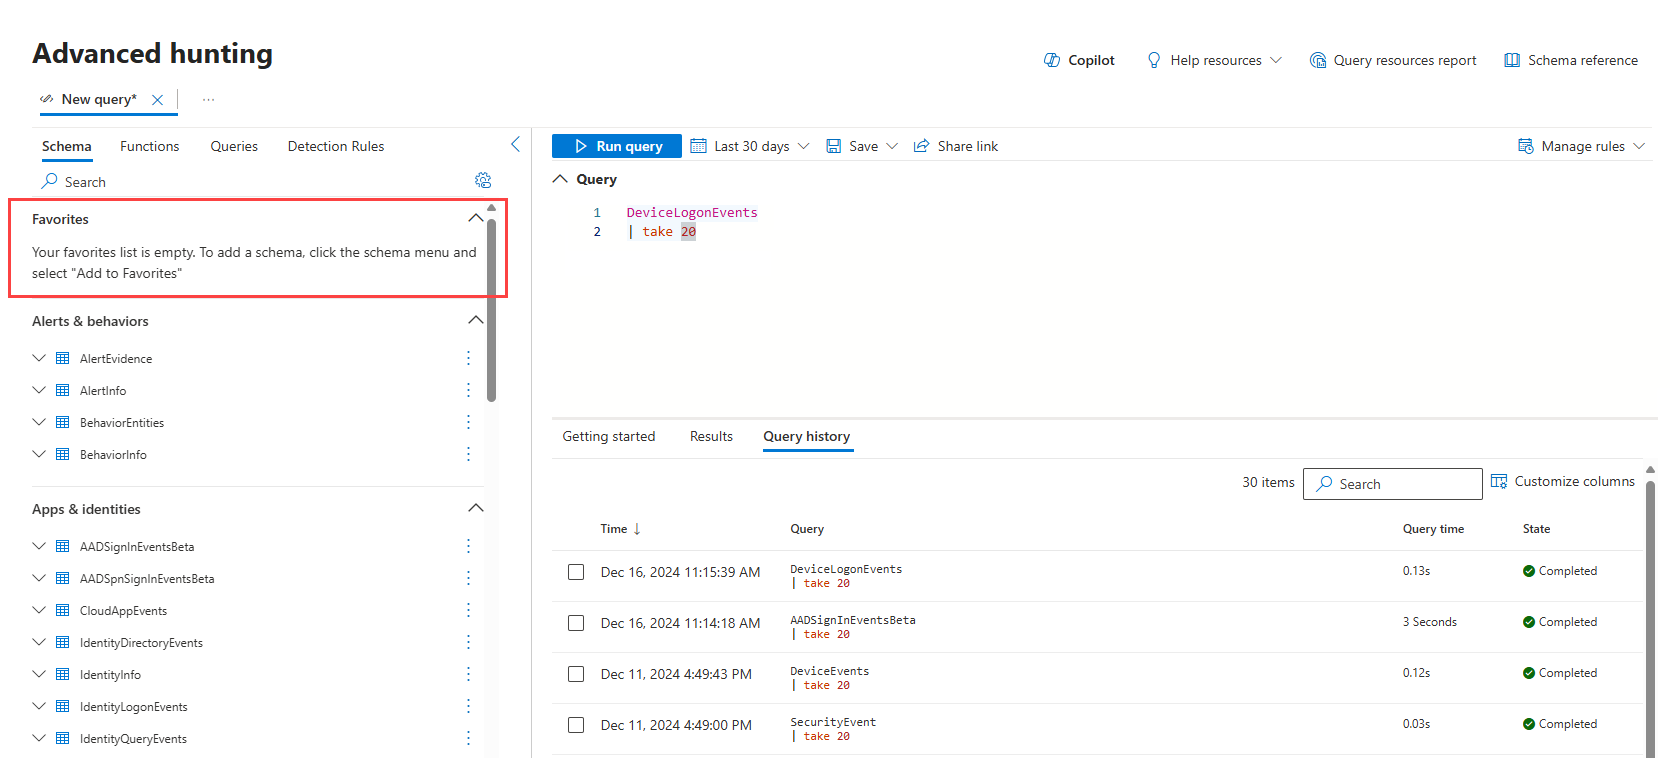 Advanced hunting
Copilot
Help resources
Query resources report
Schema reference
New query*
...
Schema
Functions
Queries
Detection Rules
Search
Favorites
Your favorites list is empty. To add a schema, click the schema menu and
select "Add to Favorites"
Alerts & behaviors
AlertEvidence
AlertInfo
BehaviorEntities
BehaviorInfo
Apps & identities
AADSignInEventsBeta
AADSpnSignInEventsBeta
CloudAppEvents
IdentityDirectoryEvents
IdentityInfo
IdentityLogonEvents
IdentityQueryEvents
Run query
Last 30 days
Save
Share link
Manage rules
Query
1 DeviceLogonEvents
2 | take 20
Getting started
Results
Query history
30 items
Search
Customize columns
Time ↓
Query
Query time
State
Dec 16, 2024 11:15:39 AM
DeviceLogonEvents
| take 20
0.13s
Completed
Dec 16, 2024 11:14:18 AM
AADSignInEventsBeta
| take 20
3 Seconds
Completed
Dec 11, 2024 4:49:43 PM
DeviceEvents
| take 20
0.12s
Completed
Dec 11, 2024 4:49:00 PM
SecurityEvent
| take 20
0.03s
Completed